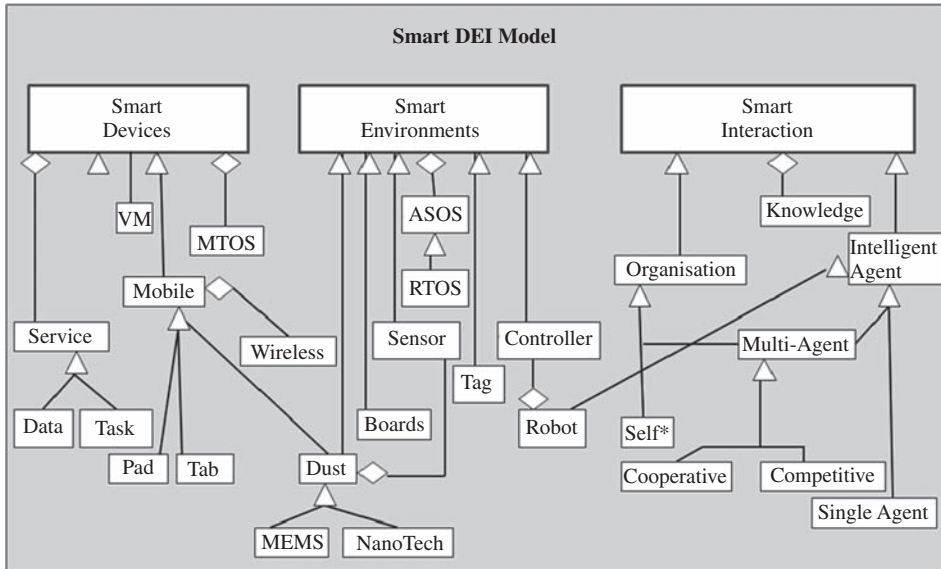 Smart DEI Model
Smart
Devices
Smart
Environments
Smart
Interaction
VM
MTOS
ASOS
Knowledge
Mobile
RTOS
Organisation
Intelligent
Agent
Service
Wireless
Sensor
Controller
Multi-Agent
Tag
Data
Task
Boards
Robot
Self*
Pad
Tab
Dust
Cooperative
Competitive
Single Agent
MEMS
NanoTech